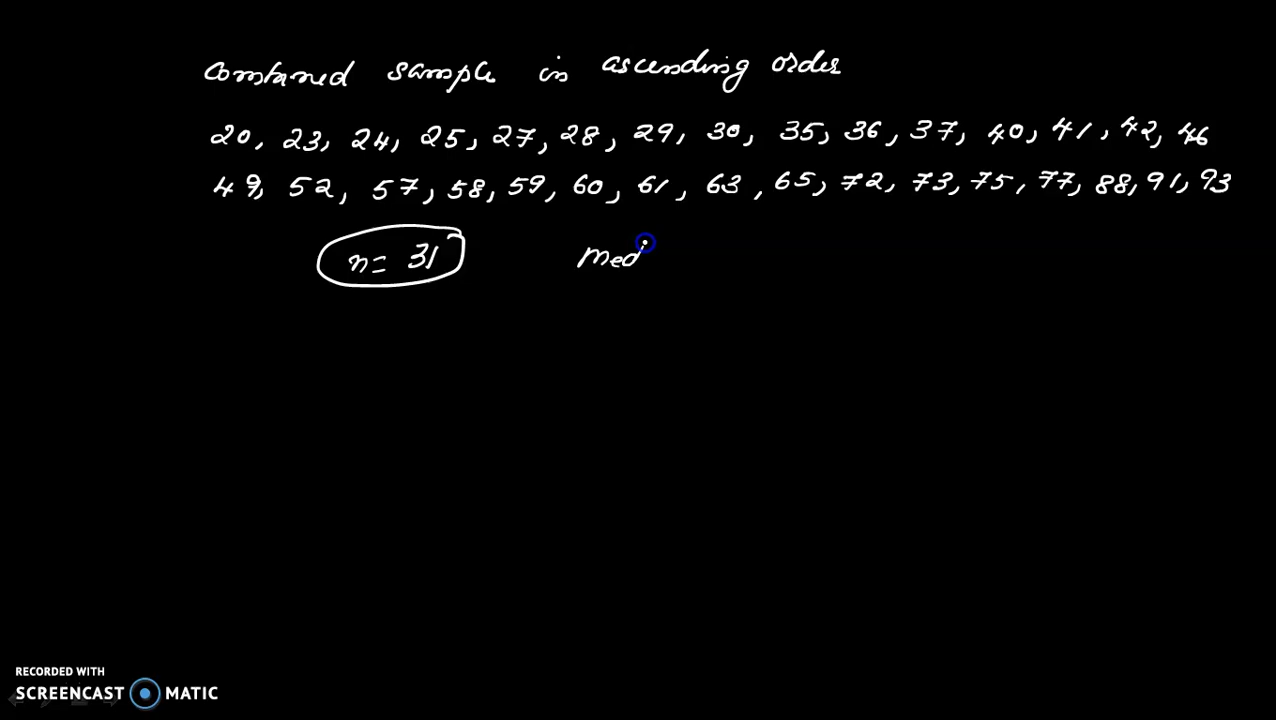 Combined sample in ascending order
20, 23, 24, 25, 27, 28, 29, 30, 35, 36, 37, 40, 41, 42, 46
49, 52, 57, 58, 59, 60, 61, 63, 65, 72, 73, 75, 77, 88, 91, 93
n = 31 Med
RECORDED WITH
SCREENCAST MATIC